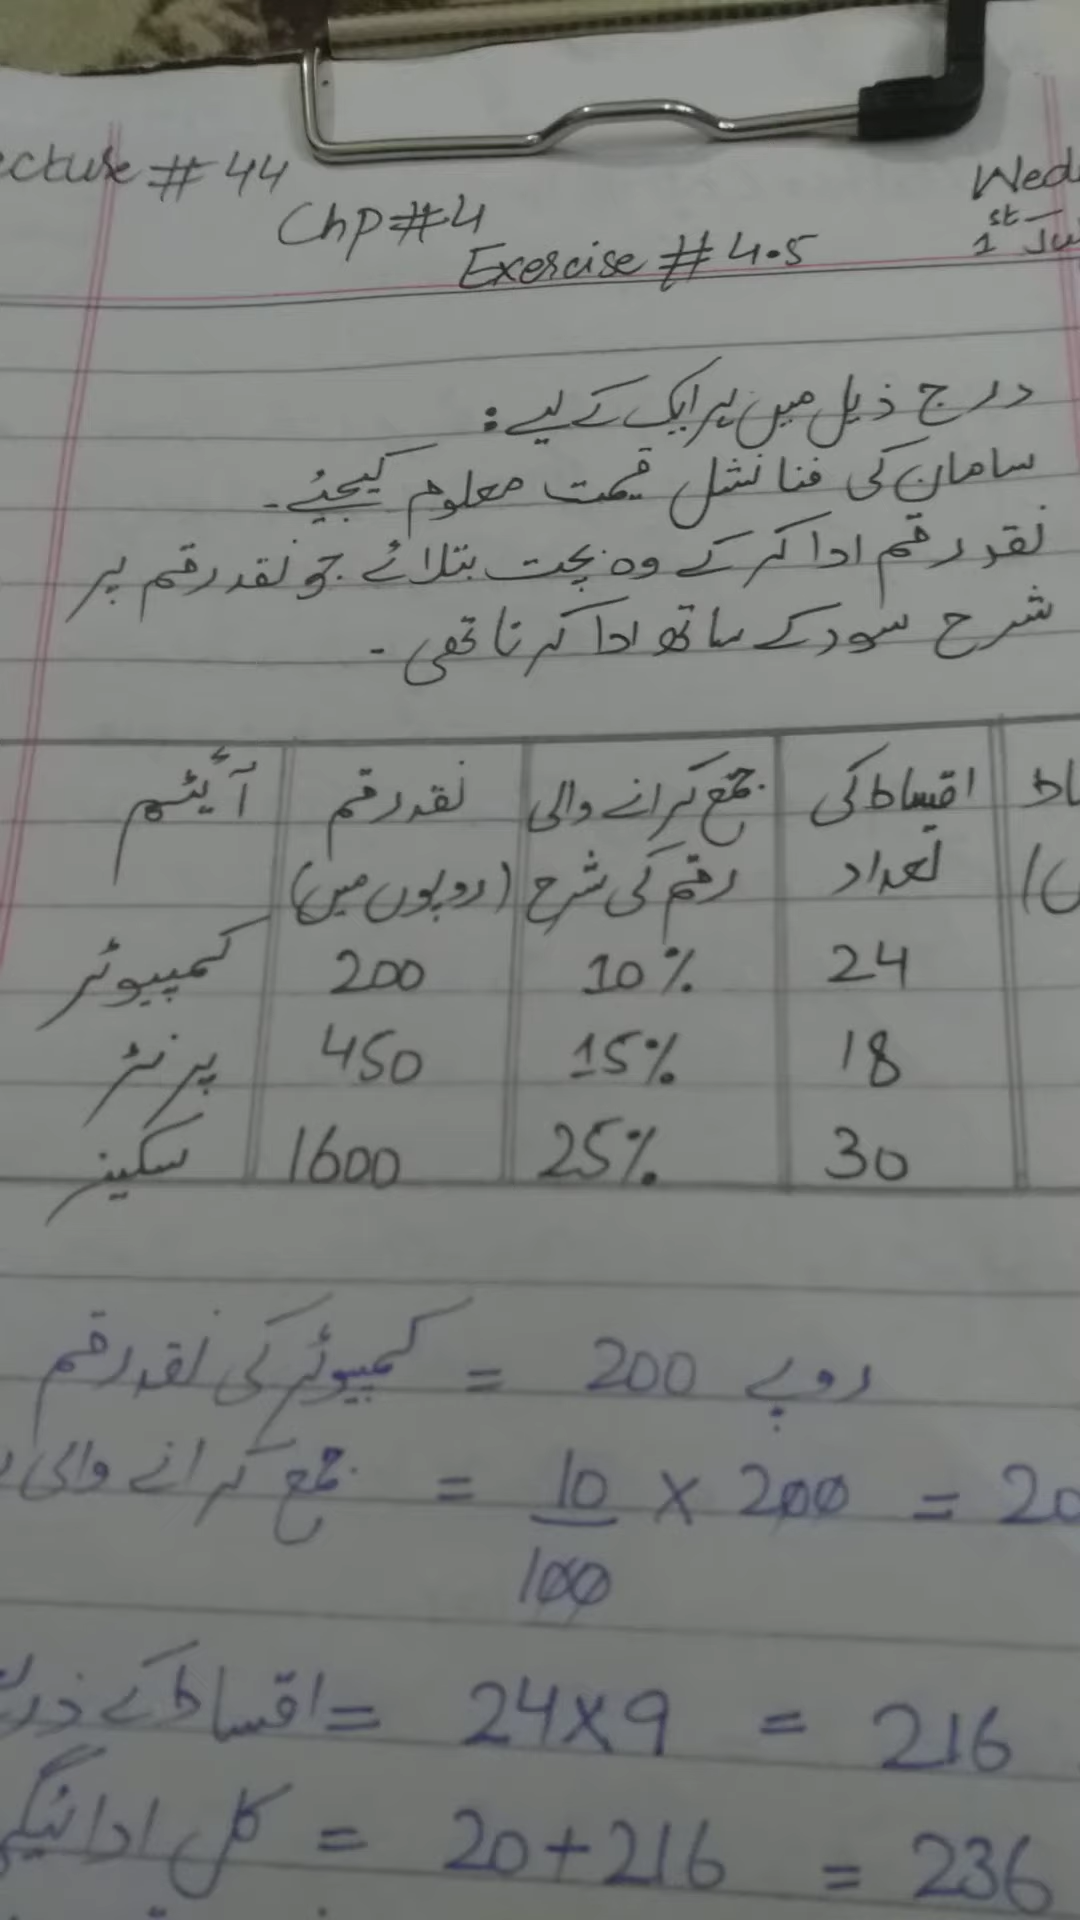 Lecture # 44
Chp # 4
Wed
Exercise # 4.5
1st Ju
درج ذیل میں ہر ایک کے لیے:
سامان کی فنانشل قیمت معلوم کیجئے۔
نقد رقم ادا کر کے وہ بچت بتلائے جو نقد رقم پر
شرح سود کے ساتھ ادا کرنا تھی۔
آئیٹم نقد رقم جمع کرانے والی اقساط کی
(روپوں میں) رقم کی شرح تعداد
کمپیوٹر 200 10% 24
پرنٹر 450 15% 18
سکینر 1600 25% 30
کمپیوٹر کی نقد رقم = 200 روپے
جمع کرانے والی = 10/100 × 200 = 20
اقساط کے = 24×9 = 216
کل ادائیگی = 20+216 = 236